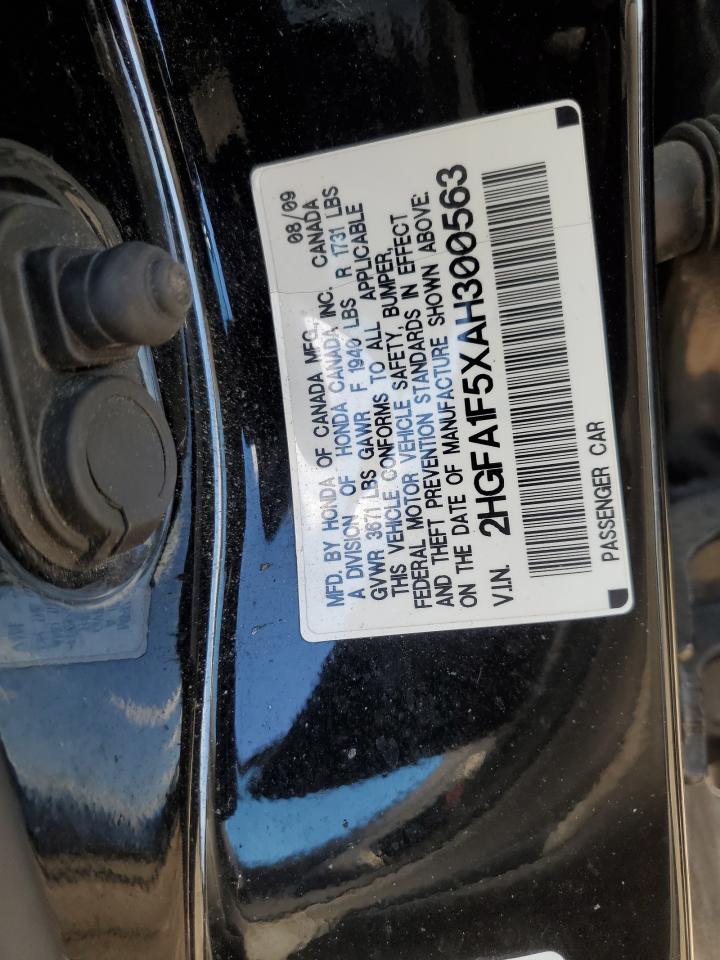 MFD. BY HONDA OF CANADA MFG., 08/09
A DIVISION OF HONDA CANADA INC. CANADA
GVWR 3671 LBS GAWR F 1940 LBS R 1731 LBS
THIS VEHICLE CONFORMS TO ALL APPLICABLE
FEDERAL MOTOR VEHICLE SAFETY, BUMPER,
AND THEFT PREVENTION STANDARDS IN EFFECT
ON THE DATE OF MANUFACTURE SHOWN ABOVE:
V.I.N. 2HGFA1F5XAH300563
PASSENGER CAR